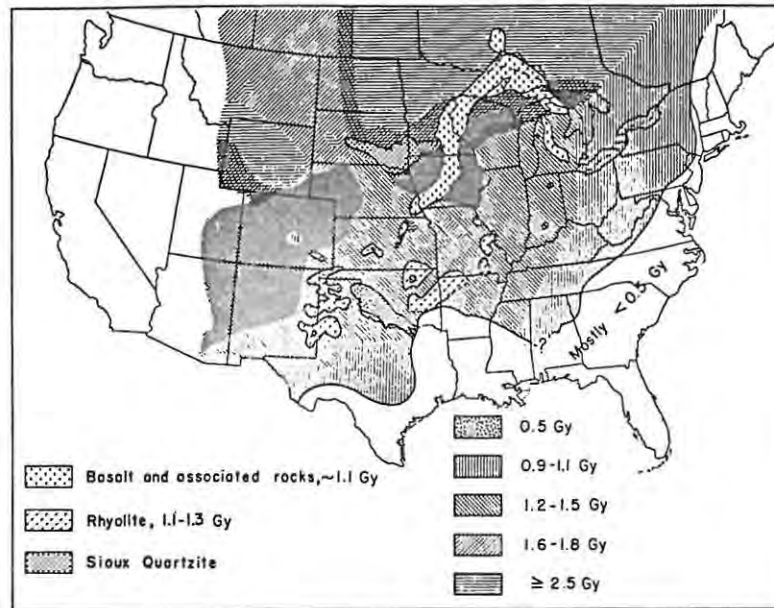 Mostly < 0.5 Gy
-?-
Basalt and associated rocks, ~1.1 Gy
Rhyolite, 1.1-1.3 Gy
Sioux Quartzite
0.5 Gy
0.9-1.1 Gy
1.2-1.5 Gy
1.6-1.8 Gy
≥ 2.5 Gy